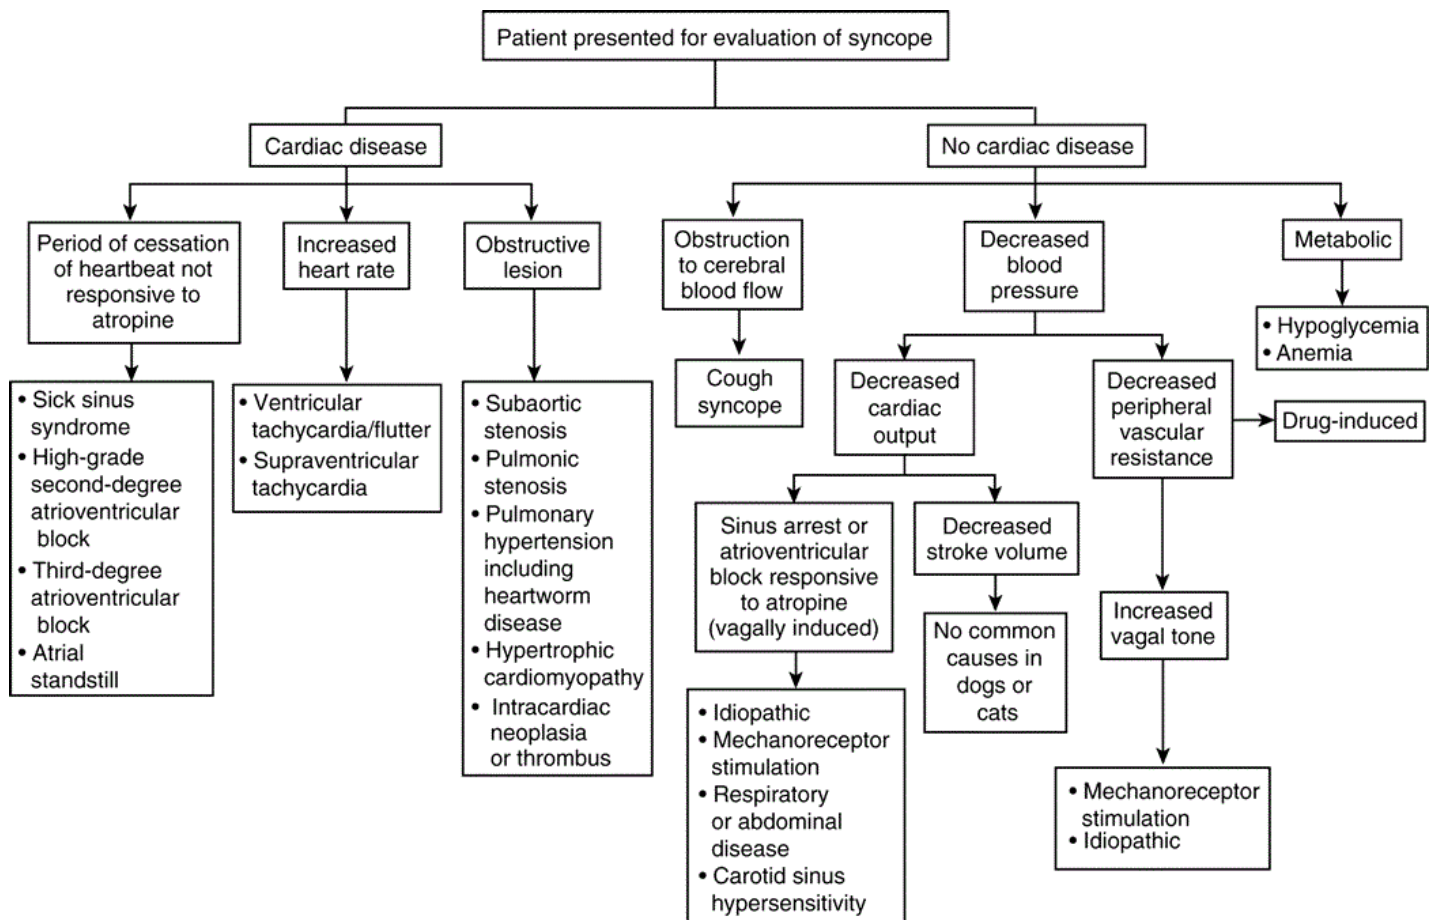 Patient presented for evaluation of syncope
Cardiac disease
No cardiac disease
Period of cessation
of heartbeat not
responsive to
atropine
Increased
heart rate
Obstructive
lesion
Obstruction
to cerebral
blood flow
Decreased
blood
pressure
Metabolic
• Hypoglycemia
• Anemia
Cough
syncope
Decreased
cardiac
output
Decreased
peripheral
vascular
resistance
Drug-induced
• Sick sinus
syndrome
• High-grade
second-degree
atrioventricular
block
• Third-degree
atrioventricular
block
• Atrial
standstill
• Ventricular
tachycardia/flutter
• Supraventricular
tachycardia
• Subaortic
stenosis
• Pulmonic
stenosis
• Pulmonary
hypertension
including
heartworm
disease
• Hypertrophic
cardiomyopathy
• Intracardiac
neoplasia
or thrombus
Sinus arrest or
atrioventricular
block responsive
to atropine
(vagally induced)
Decreased
stroke volume
No common
causes in
dogs or
cats
Increased
vagal tone
• Idiopathic
• Mechanoreceptor
stimulation
• Respiratory
or abdominal
disease
• Carotid sinus
hypersensitivity
• Mechanoreceptor
stimulation
• Idiopathic